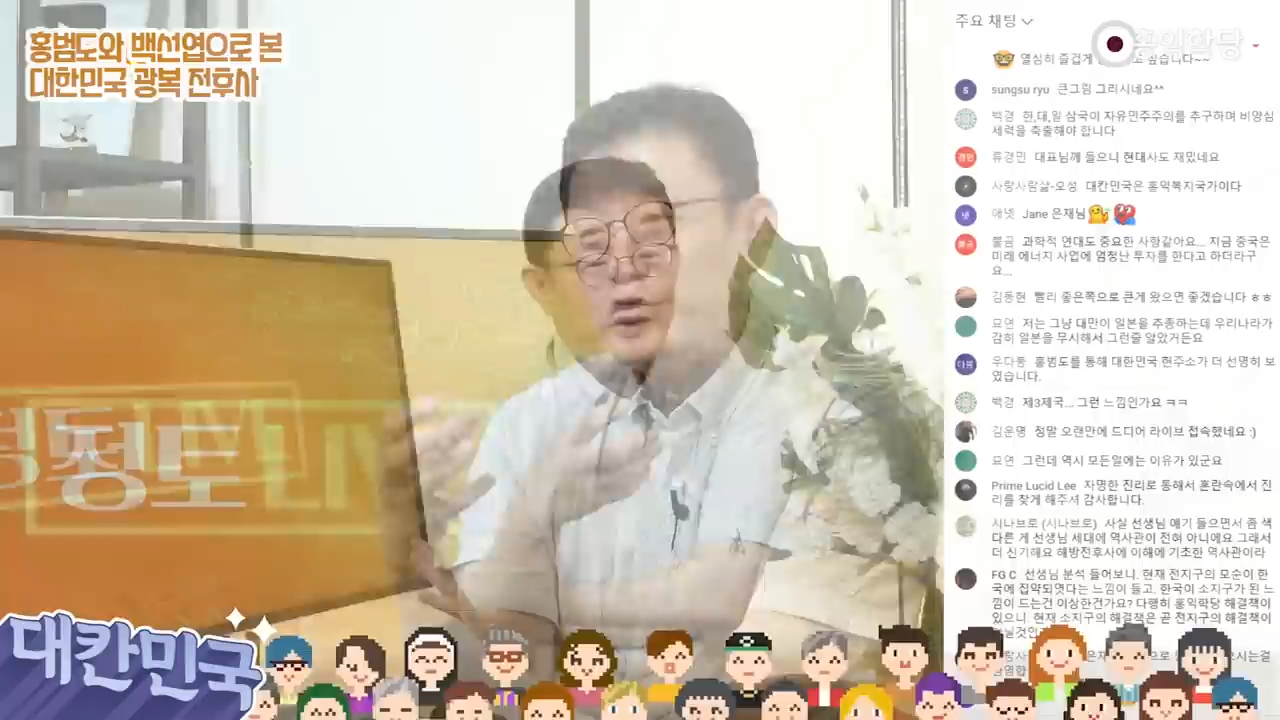 홍범도와 백선엽으로 본
대한민국 광복 전후사
주요 채팅
홍익학당
열심히 즐겁게
sungsu ryu 큰그림 그리시네요^^
백경 한,대,일 삼국이 자유민주주의를 추구하며 비양심
세력을 축출해야 합니다
류경민 대표님께 들으니 현대사도 재밌네요
사랑사람삶-오성 대칸민국은 홍익복지국가이다
애넷 Jane 은재님
뿔곰 과학적 연대도 중요한 사항같아요... 지금 중국은
미래 에너지 사업에 엄청난 투자를 한다고 하더라구
요...
김동현 빨리 좋은쪽으로 큰게 왔으면 좋겠습니다 ㅎㅎ
묘연 저는 그냥 대만이 일본을 추종하는데 우리나라가
감히 일본을 무시해서 그런줄 알았거든요
우다롱 홍범도를 통해 대한민국 현주소가 더 선명히 보
였습니다.
백경 제3제국... 그런 느낌인가요 ㅋㅋ
김운명 정말 오랜만에 드디어 라이브 접속했네요 :)
묘연 그런데 역시 모든일에는 이유가 있군요
Prime Lucid Lee 자명한 진리로 통해서 혼란속에서 진
리를 찾게 해주셔 감사합니다.
시나브로 (시나브로) 사실 선생님 얘기 들으면서 좀 색
다른 게 선생님 세대에 역사관이 전혀 아니에요 그래서
더 신기해요 해방전후사에 이해에 기초한 역사관이라
FG C 선생님 분석 들어보니. 현재 전지구의 모순이 한
국에 집약되엿다는 느낌이 들고. 한국이 소지구가 된 느
낌이 드는건 이상한건가요? 다행히 홍익학당 해결책이
있으니. 현재 소지구의 해결책은 곧 전지구의 해결책이
정토 LIVE
대칸민국